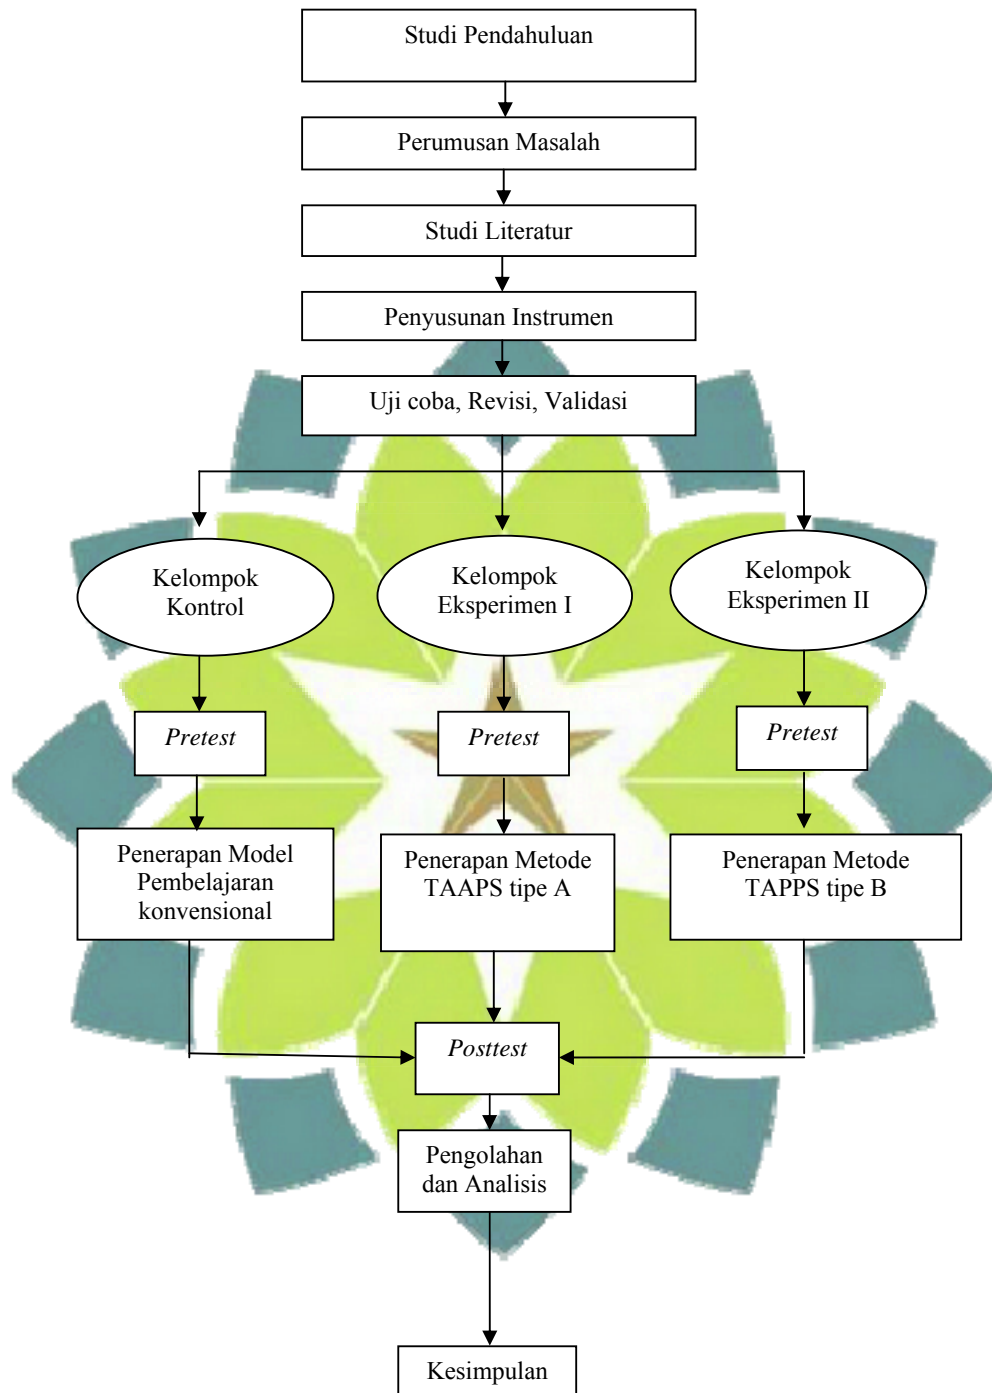 Studi Pendahuluan
Perumusan Masalah
Studi Literatur
Penyusunan Instrumen
Uji coba, Revisi, Validasi
Kelompok
Kontrol
Kelompok
Eksperimen I
Kelompok
Eksperimen II
Pretest
Pretest
Pretest
Penerapan Model
Pembelajaran
konvensional
Penerapan Metode
TAAPS tipe A
Penerapan Metode
TAPPS tipe B
Posttest
Pengolahan
dan Analisis
Kesimpulan